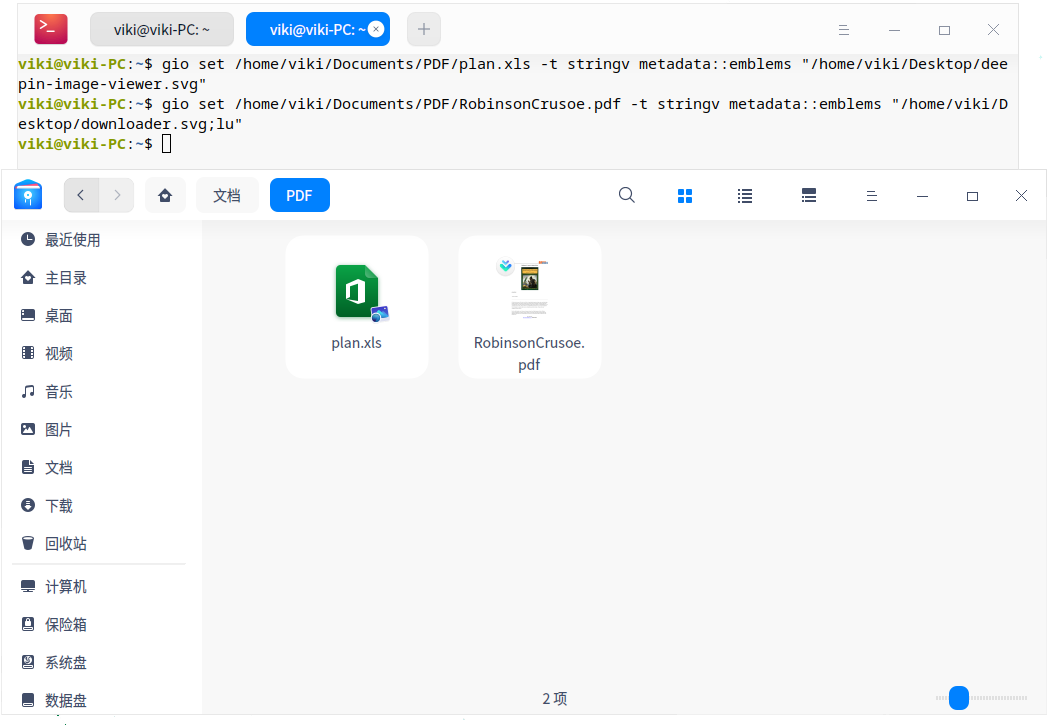 viki@viki-PC: ~
viki@viki-PC: ~
viki@viki-PC:~$ gio set /home/viki/Documents/PDF/plan.xls -t stringv metadata::emblems "/home/viki/Desktop/dee
pin-image-viewer.svg"
viki@viki-PC:~$ gio set /home/viki/Documents/PDF/RobinsonCrusoe.pdf -t stringv metadata::emblems "/home/viki/D
esktop/downloader.svg;lu"
viki@viki-PC:~$
文档
PDF
最近使用
主目录
桌面
视频
音乐
图片
文档
下载
回收站
计算机
保险箱
系统盘
数据盘
plan.xls
RobinsonCrusoe.
pdf
2 项